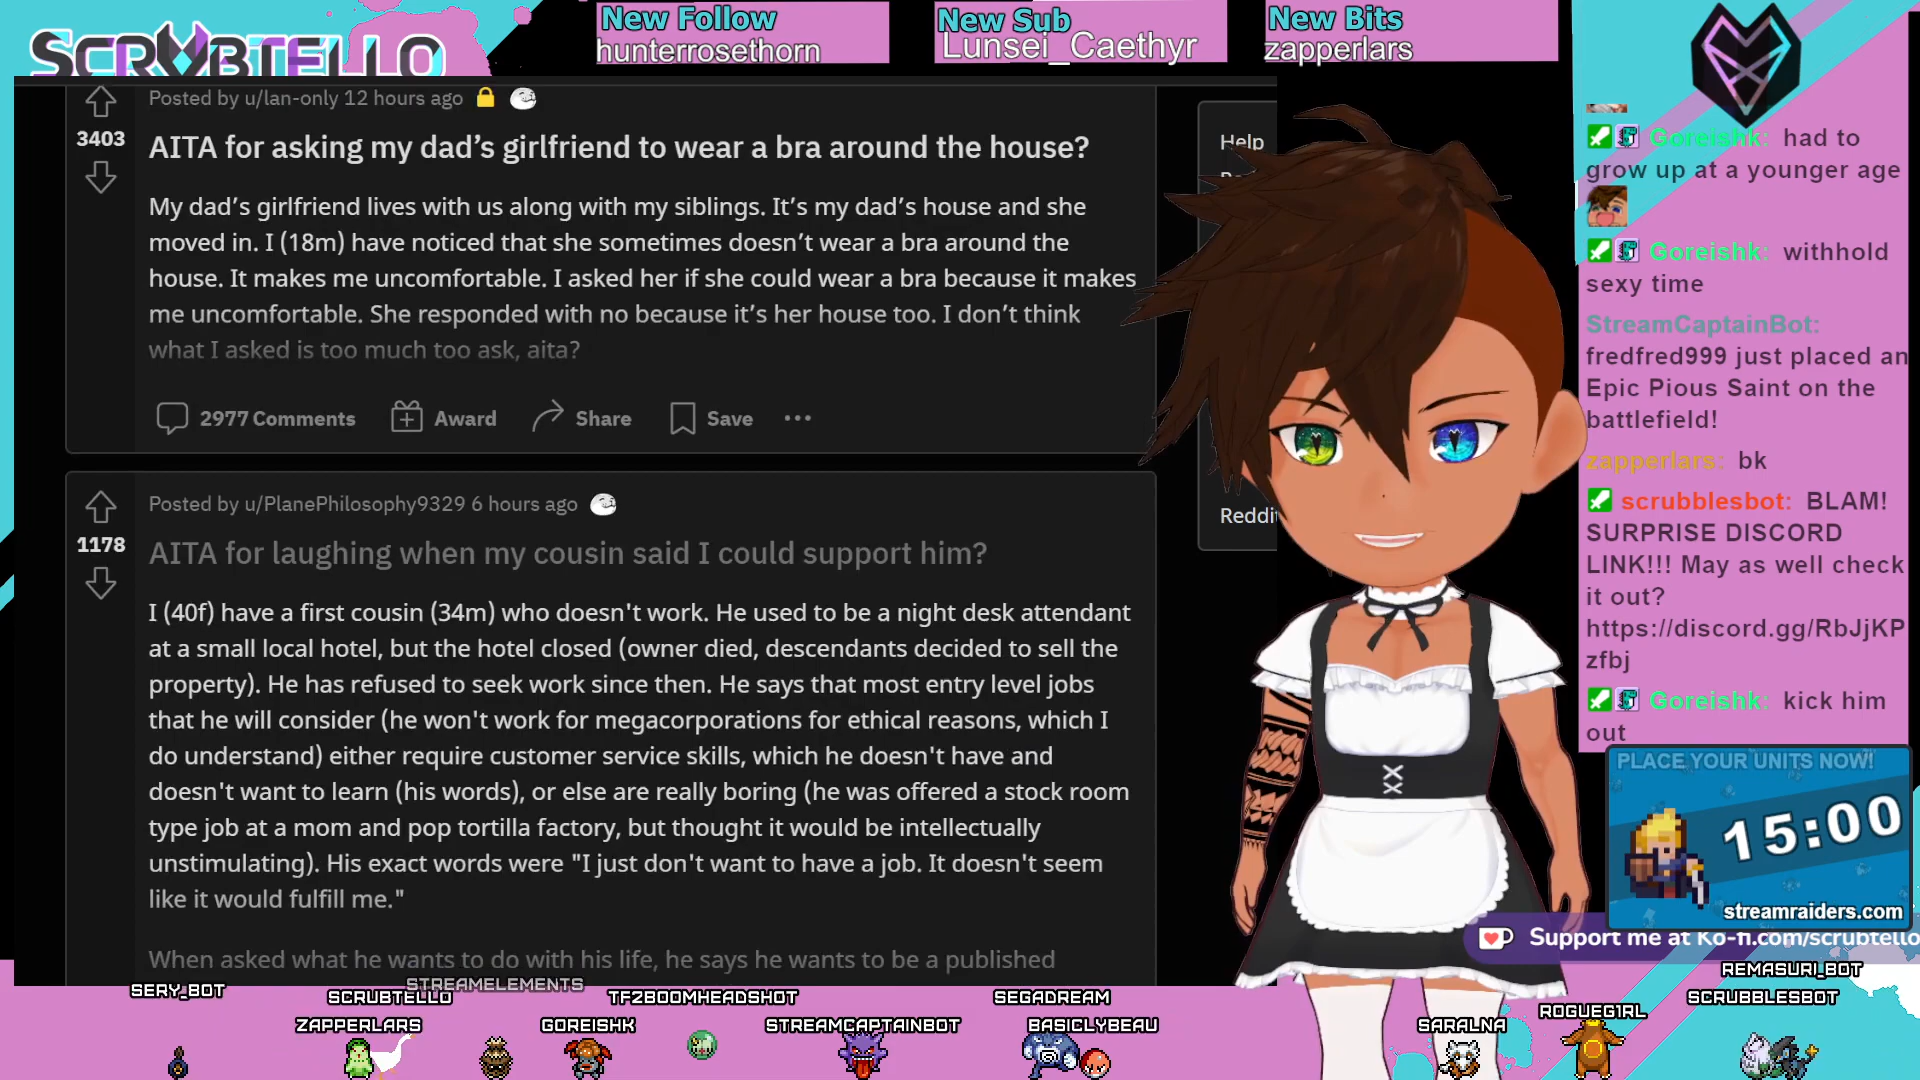 SCRUBTELLO
New Follow
hunterrosethorn
New Sub
Lunsei_Caethyr
New Bits
zapperlars
Posted by u/lan-only 12 hours ago
3403
AITA for asking my dad’s girlfriend to wear a bra around the house?
My dad’s girlfriend lives with us along with my siblings. It’s my dad’s house and she
moved in. I (18m) have noticed that she sometimes doesn’t wear a bra around the
house. It makes me uncomfortable. I asked her if she could wear a bra because it makes
me uncomfortable. She responded with no because it’s her house too. I don’t think
what I asked is too much too ask, aita?
2977 Comments
Award
Share
Save
Posted by u/PlanePhilosophy9329 6 hours ago
1178
AITA for laughing when my cousin said I could support him?
I (40f) have a first cousin (34m) who doesn't work. He used to be a night desk attendant
at a small local hotel, but the hotel closed (owner died, descendants decided to sell the
property). He has refused to seek work since then. He says that most entry level jobs
that he will consider (he won't work for megacorporations for ethical reasons, which I
do understand) either require customer service skills, which he doesn't have and
doesn't want to learn (his words), or else are really boring (he was offered a stock room
type job at a mom and pop tortilla factory, but thought it would be intellectually
unstimulating). His exact words were "I just don't want to have a job. It doesn't seem
like it would fulfill me."
When asked what he wants to do with his life, he says he wants to be a published
Help
Reddit
Goreishk: had to
grow up at a younger age
Goreishk: withhold
sexy time
StreamCaptainBot:
fredfred999 just placed an
Epic Pious Saint on the
battlefield!
zapperlars: bk
scrubblesbot: BLAM!
SURPRISE DISCORD
LINK!!! May as well check
it out?
https://discord.gg/RbJjKP
zfbj
Goreishk: kick him
out
PLACE YOUR UNITS NOW!
15:00
streamraiders.com
Support me at Ko-fi.com/scrubtello
SERY_BOT
SCRUBTELLO
STREAMELEMENTS
TF2BOOMHEADSHOT
SEGADREAM
REMASURI_BOT
SCRUBBLESBOT
ZAPPERLARS
GOREISHK
STREAMCAPTAINBOT
BASICLYBEAU
SARALNA
ROGUEG1RL